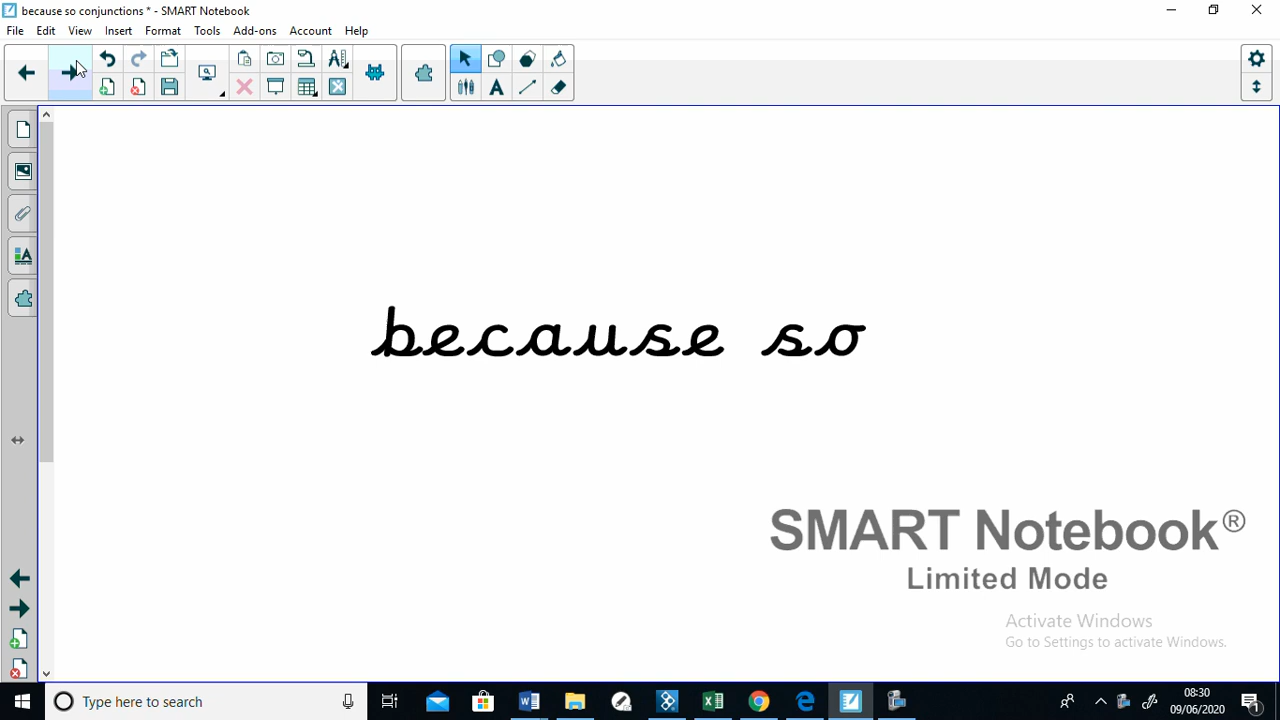 because so conjunctions * - SMART Notebook
File Edit View Insert Format Tools Add-ons Account Help
because so
SMART Notebook®
Limited Mode
Activate Windows
Go to Settings to activate Windows.
Type here to search
08:30
09/06/2020
1